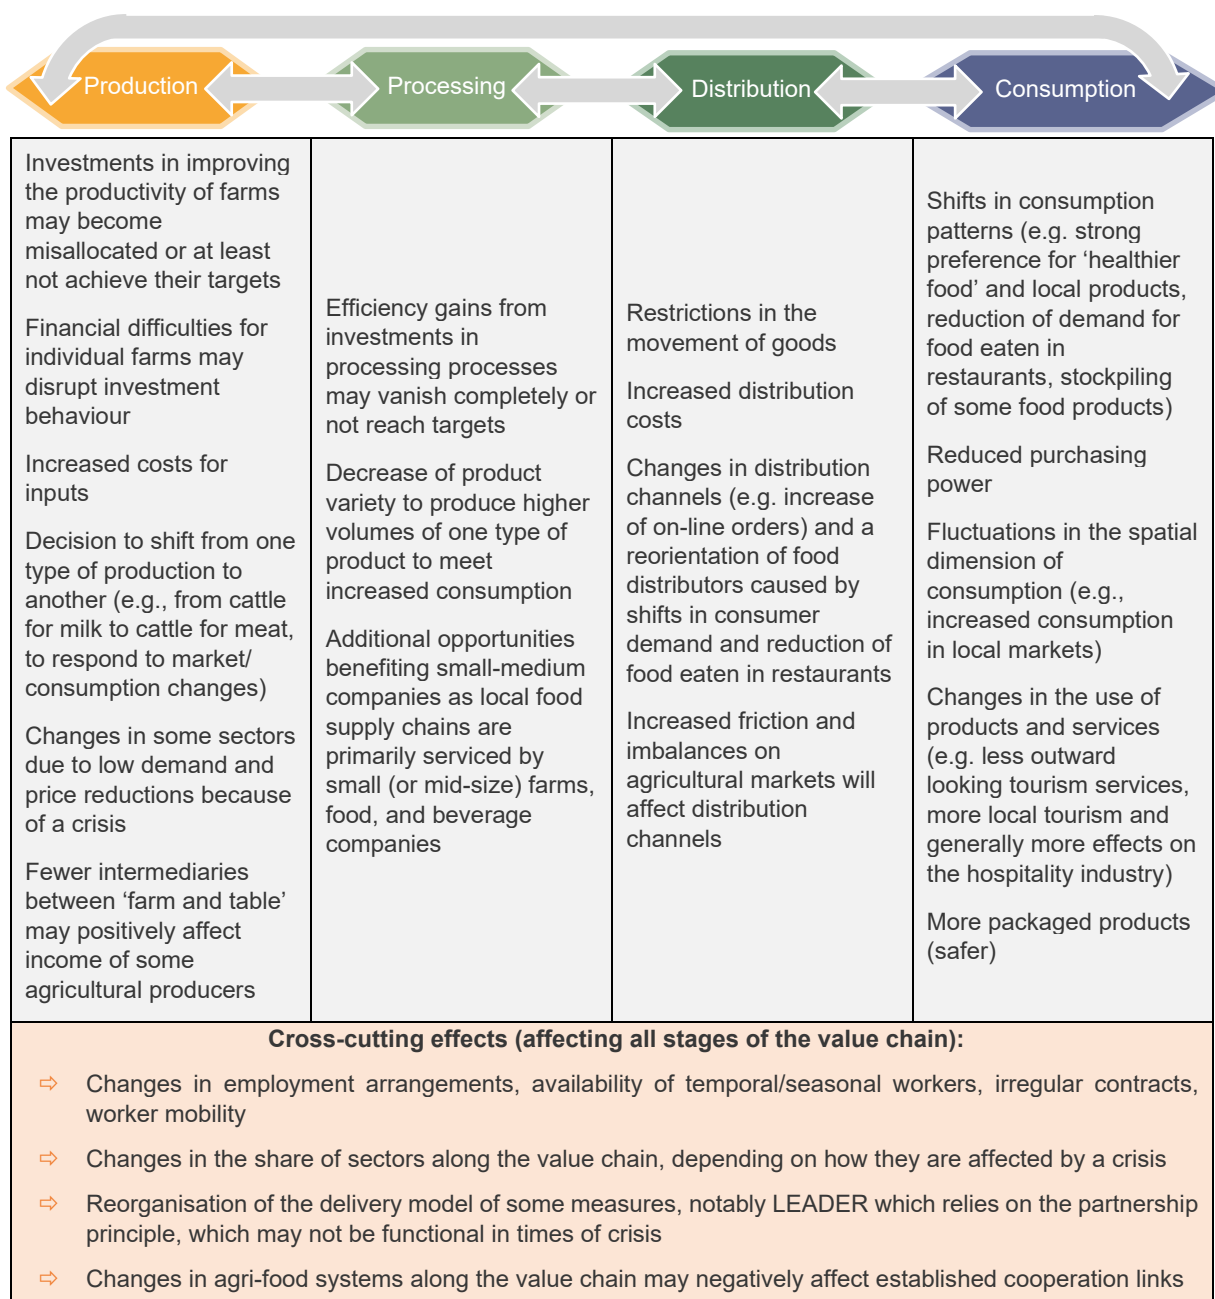 Production
Processing
Distribution
Consumption
Investments in improving
the productivity of farms
may become
misallocated or at least
not achieve their targets
Financial difficulties for
individual farms may
disrupt investment
behaviour
Increased costs for
inputs
Decision to shift from one
type of production to
another (e.g., from cattle
for milk to cattle for meat,
to respond to market/
consumption changes)
Changes in some sectors
due to low demand and
price reductions because
of a crisis
Fewer intermediaries
between ‘farm and table’
may positively affect
income of some
agricultural producers
Efficiency gains from
investments in
processing processes
may vanish completely or
not reach targets
Decrease of product
variety to produce higher
volumes of one type of
product to meet
increased consumption
Additional opportunities
benefiting small-medium
companies as local food
supply chains are
primarily serviced by
small (or mid-size) farms,
food, and beverage
companies
Restrictions in the
movement of goods
Increased distribution
costs
Changes in distribution
channels (e.g. increase
of on-line orders) and a
reorientation of food
distributors caused by
shifts in consumer
demand and reduction of
food eaten in restaurants
Increased friction and
imbalances on
agricultural markets will
affect distribution
channels
Shifts in consumption
patterns (e.g. strong
preference for ‘healthier
food’ and local products,
reduction of demand for
food eaten in
restaurants, stockpiling
of some food products)
Reduced purchasing
power
Fluctuations in the spatial
dimension of
consumption (e.g.,
increased consumption
in local markets)
Changes in the use of
products and services
(e.g. less outward
looking tourism services,
more local tourism and
generally more effects on
the hospitality industry)
More packaged products
(safer)
Cross-cutting effects (affecting all stages of the value chain):
⇨ Changes in employment arrangements, availability of temporal/seasonal workers, irregular contracts,
worker mobility
⇨ Changes in the share of sectors along the value chain, depending on how they are affected by a crisis
⇨ Reorganisation of the delivery model of some measures, notably LEADER which relies on the partnership
principle, which may not be functional in times of crisis
⇨ Changes in agri-food systems along the value chain may negatively affect established cooperation links